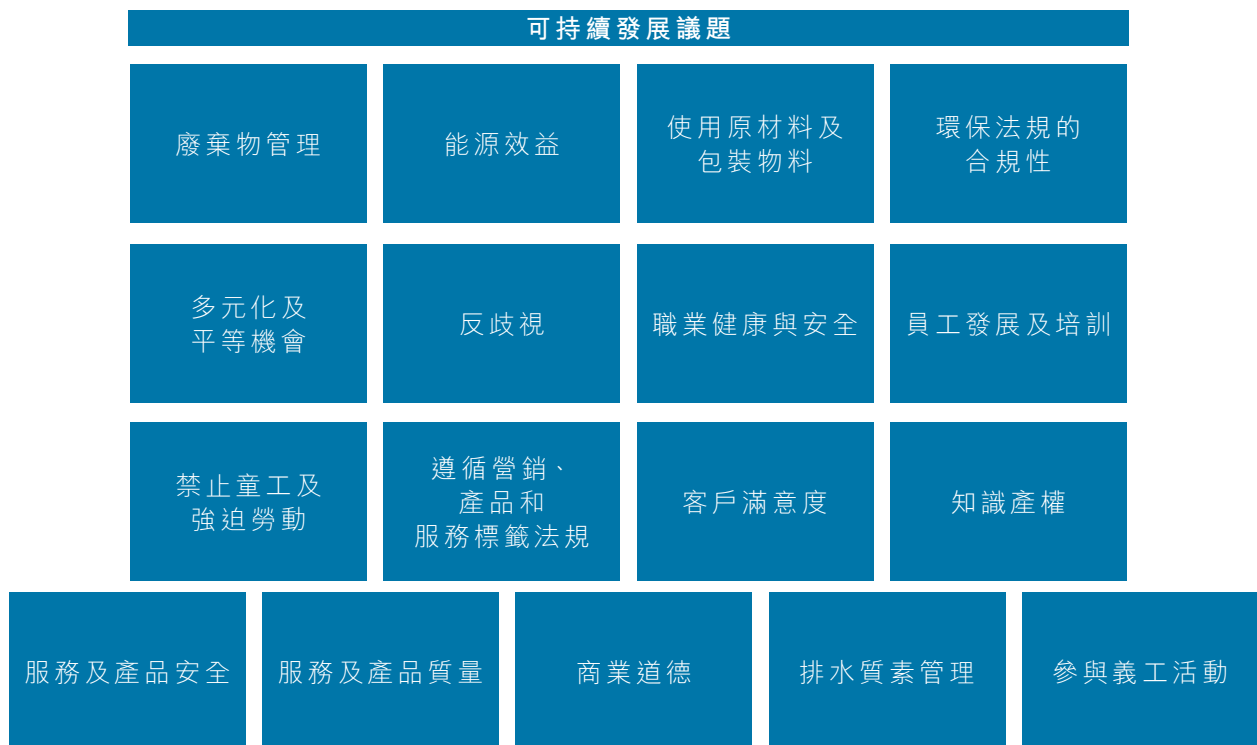 可持續發展議題
廢棄物管理
能源效益
使用原材料及
包裝物料
環保法規的
合規性
多元化及
平等機會
反歧視
職業健康與安全
員工發展及培訓
禁止童工及
強迫勞動
遵循營銷、
產品和
服務標籤法規
客戶滿意度
知識產權
服務及產品安全
服務及產品質量
商業道德
排水質素管理
參與義工活動